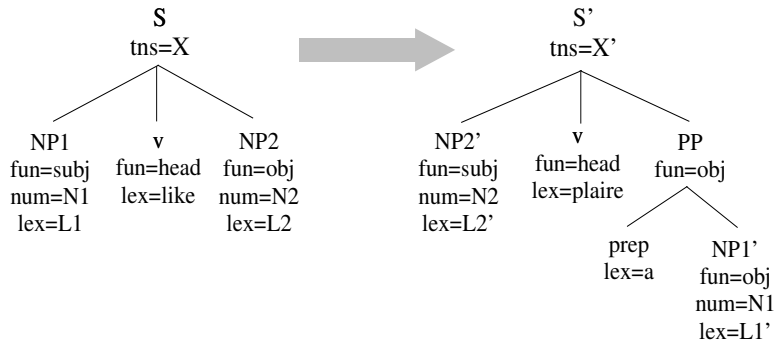 S
tns=X
NP1
fun=subj
num=N1
lex=L1
v
fun=head
lex=like
NP2
fun=obj
num=N2
lex=L2
S’
tns=X’
NP2’
fun=subj
num=N2
lex=L2’
v
fun=head
lex=plaire
PP
fun=obj
prep
lex=a
NP1’
fun=obj
num=N1
lex=L1’